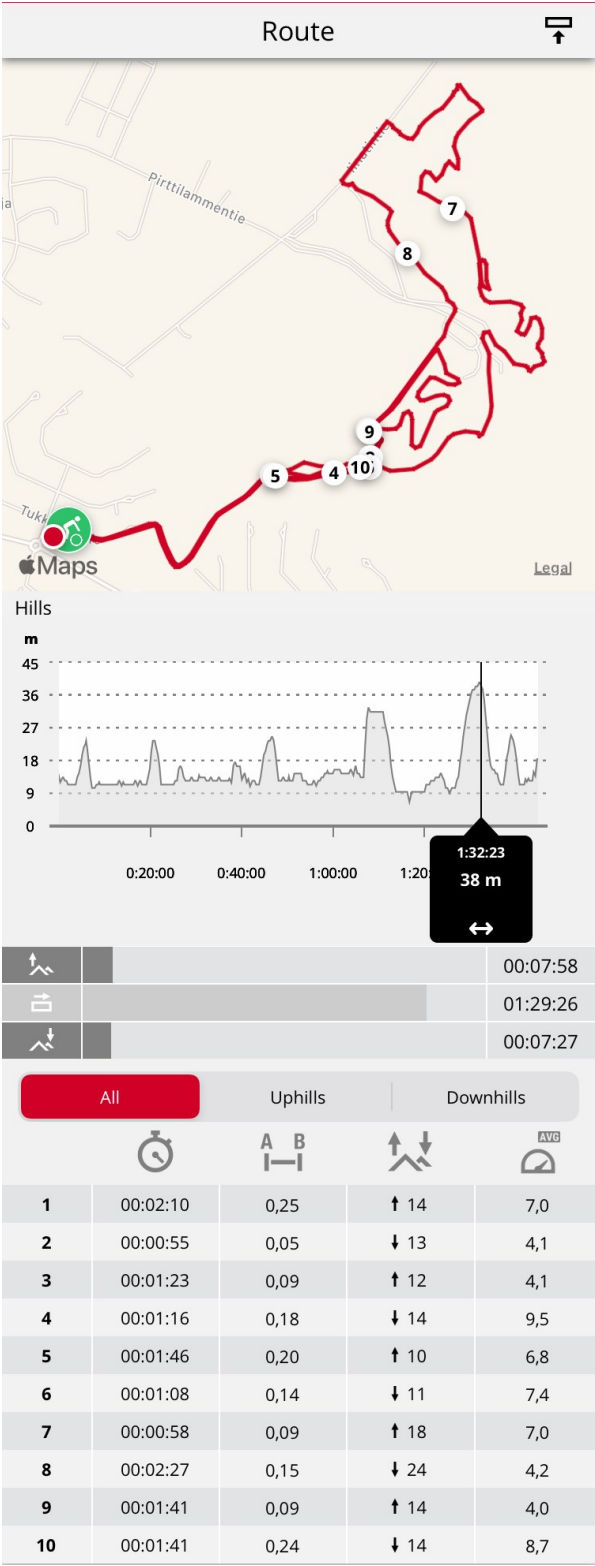 Route
Pirttilammentie
ja
7
8
9
5
4
10
Tukk
Maps
Legal
Hills
m
45
36
27
18
9
0
0:20:00 0:40:00 1:00:00 1:20:
1:32:23
38 m
00:07:58
01:29:26
00:07:27
All Uphills Downhills
A B AVG
1 00:02:10 0,25 14 7,0
2 00:00:55 0,05 13 4,1
3 00:01:23 0,09 12 4,1
4 00:01:16 0,18 14 9,5
5 00:01:46 0,20 10 6,8
6 00:01:08 0,14 11 7,4
7 00:00:58 0,09 18 7,0
8 00:02:27 0,15 24 4,2
9 00:01:41 0,09 14 4,0
10 00:01:41 0,24 14 8,7